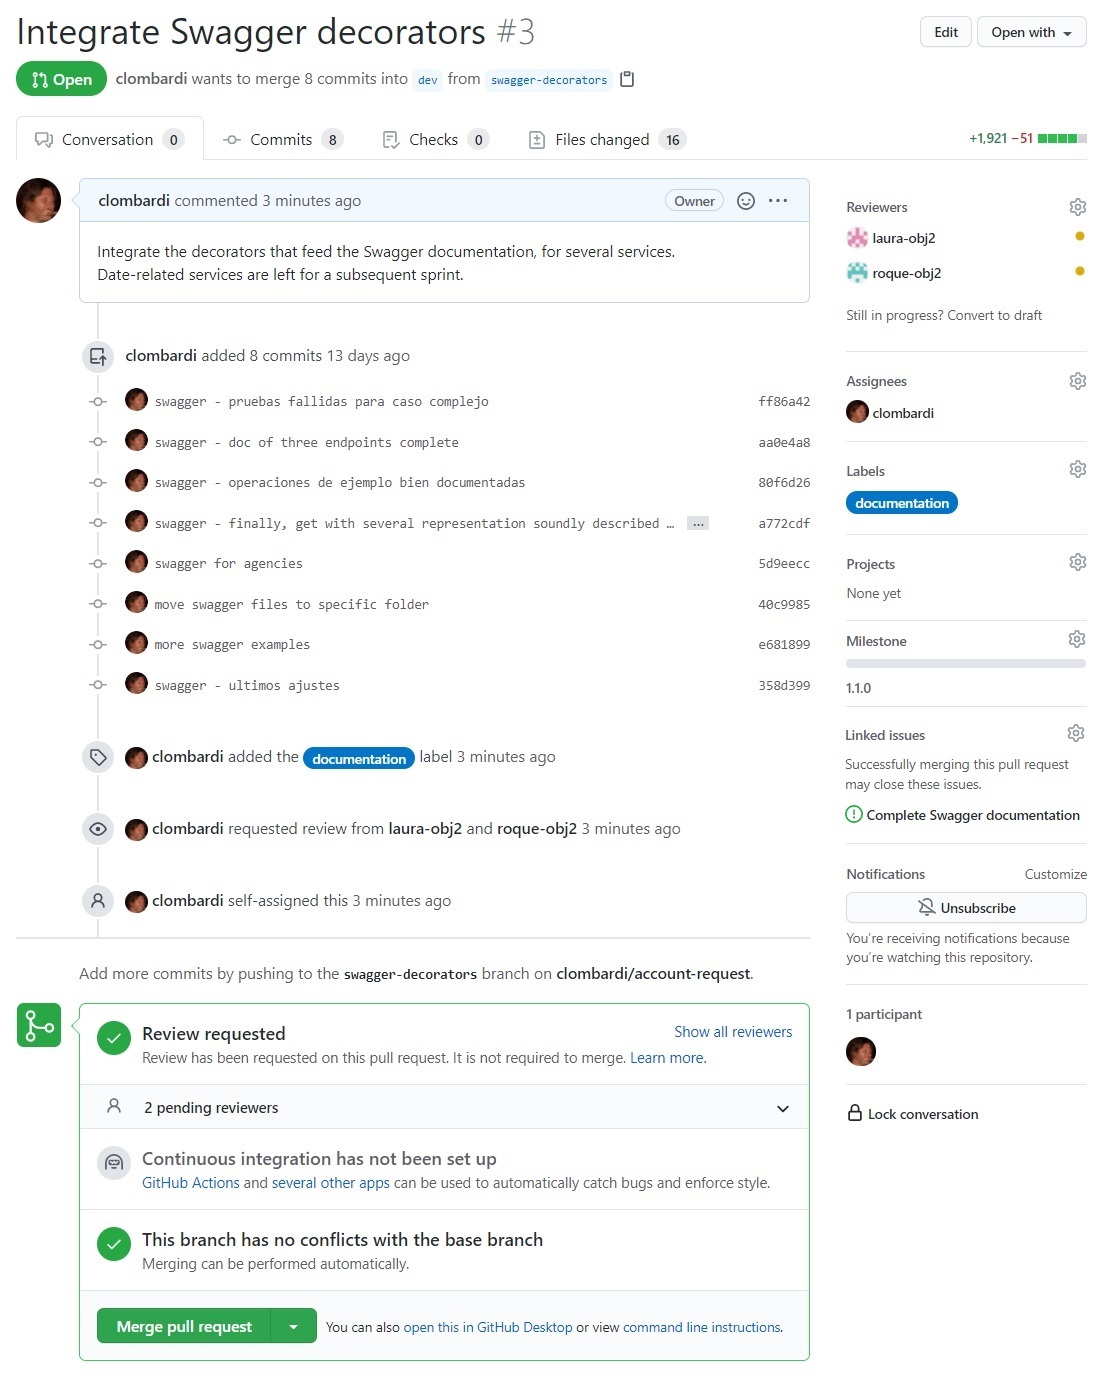 Integrate Swagger decorators #3
Edit
Open with
Open
clombardi wants to merge 8 commits into dev from swagger-decorators
Conversation 0
Commits 8
Checks 0
Files changed 16
+1,921 −51
clombardi commented 3 minutes ago
Owner
Integrate the decorators that feed the Swagger documentation, for several services.
Date-related services are left for a subsequent sprint.
clombardi added 8 commits 13 days ago
swagger - pruebas fallidas para caso complejo ff86a42
swagger - doc of three endpoints complete aa0e4a8
swagger - operaciones de ejemplo bien documentadas 80f6d26
swagger - finally, get with several representation soundly described … ... a772cdf
swagger for agencies 5d9eecc
move swagger files to specific folder 40c9985
more swagger examples e681899
swagger - ultimos ajustes 358d399
clombardi added the documentation label 3 minutes ago
clombardi requested review from laura-obj2 and roque-obj2 3 minutes ago
clombardi self-assigned this 3 minutes ago
Add more commits by pushing to the swagger-decorators branch on clombardi/account-request.
Review requested
Show all reviewers
Review has been requested on this pull request. It is not required to merge. Learn more.
2 pending reviewers
Continuous integration has not been set up
GitHub Actions and several other apps can be used to automatically catch bugs and enforce style.
This branch has no conflicts with the base branch
Merging can be performed automatically.
Merge pull request
You can also open this in GitHub Desktop or view command line instructions.
Reviewers
laura-obj2
roque-obj2
Still in progress? Convert to draft
Assignees
clombardi
Labels
documentation
Projects
None yet
Milestone
1.1.0
Linked issues
Successfully merging this pull request
may close these issues.
Complete Swagger documentation
Notifications
Customize
Unsubscribe
You're receiving notifications because
you're watching this repository.
1 participant
Lock conversation